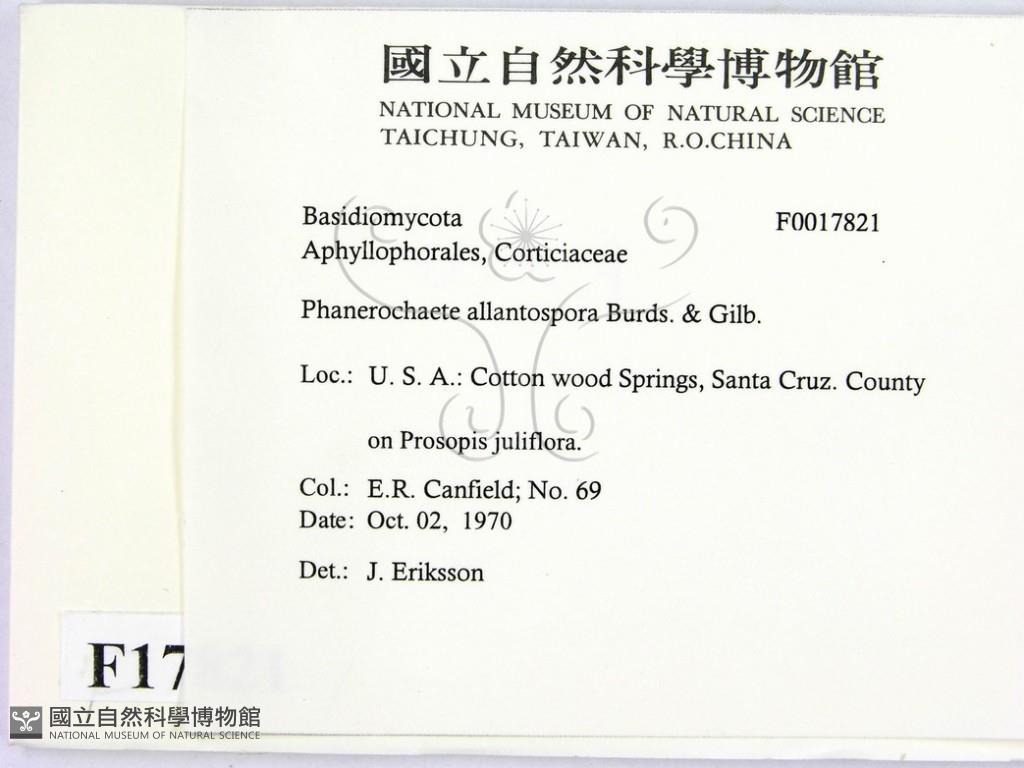 國立自然科學博物館
NATIONAL MUSEUM OF NATURAL SCIENCE
TAICHUNG, TAIWAN, R.O.CHINA
Basidiomycota F0017821
Aphyllophorales, Corticiaceae
Phanerochaete allantospora Burds. & Gilb.
Loc.: U. S. A.: Cotton wood Springs, Santa Cruz. County
on Prosopis juliflora.
Col.: E.R. Canfield; No. 69
Date: Oct. 02, 1970
Det.: J. Eriksson
F17821
國立自然科學博物館
NATIONAL MUSEUM OF NATURAL SCIENCE